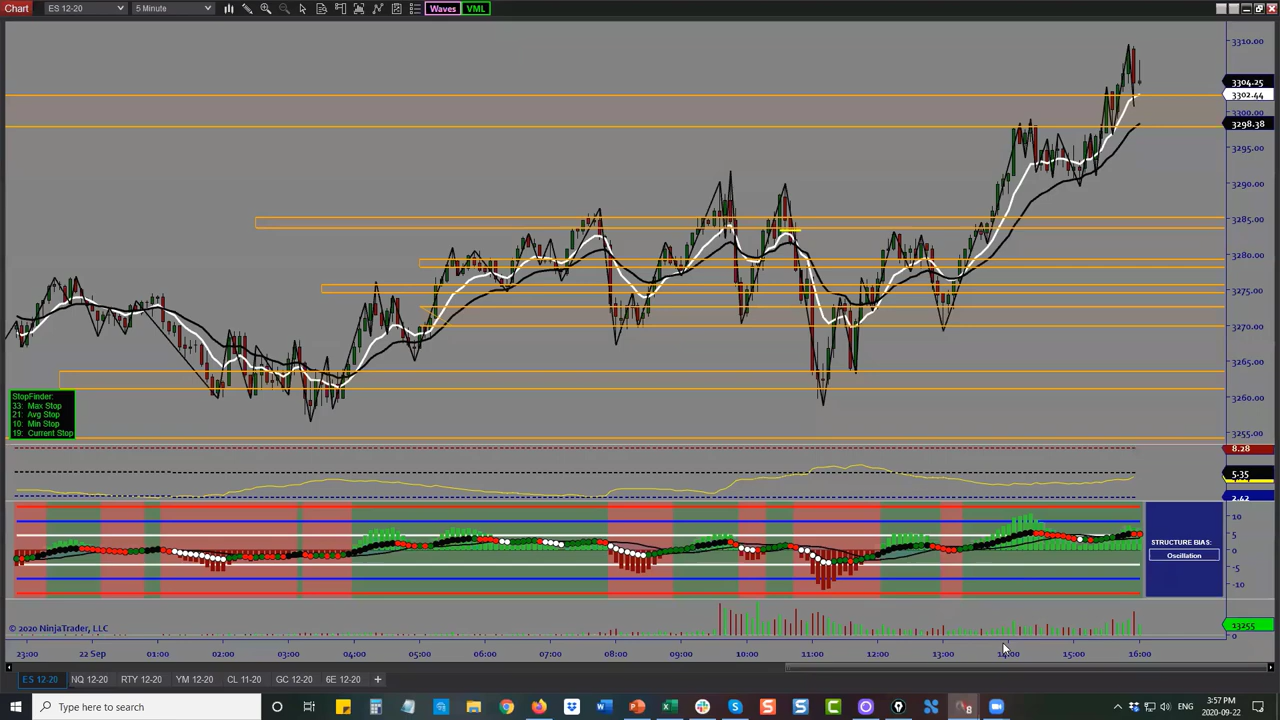 Chart ES 12-20 5 Minute Waves VML
3310.00
3304.25
3302.44
3300.00
3298.38
3295.00
3290.00
3285.00
3280.00
3275.00
3270.00
3265.00
3260.00
3255.00
StopFinder:
33: Max Stop
21: Avg Stop
10: Min Stop
19: Current Stop
8.28
5.35
2.42
10
5
0
-5
-10
STRUCTURE BIAS:
Oscillation
© 2020 NinjaTrader, LLC
13255
0
23:00 22 Sep 01:00 02:00 03:00 04:00 05:00 06:00 07:00 08:00 09:00 10:00 11:00 12:00 13:00 14:00 15:00 16:00
ES 12-20 NQ 12-20 RTY 12-20 YM 12-20 CL 11-20 GC 12-20 6E 12-20 +
Type here to search
ENG
3:57 PM
2020-09-22